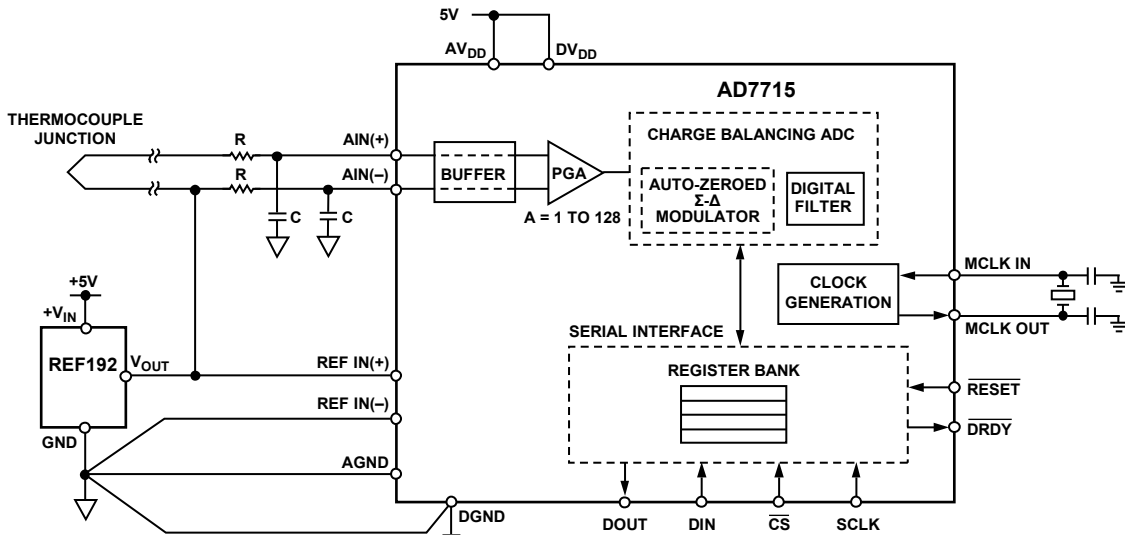 5V
AVDD
DVDD
AD7715
THERMOCOUPLE
JUNCTION
R
AIN(+)
R
AIN(–)
BUFFER
PGA
A = 1 TO 128
CHARGE BALANCING ADC
AUTO-ZEROED
Σ-Δ
MODULATOR
DIGITAL
FILTER
C
C
+5V
+VIN
REF192
VOUT
GND
REF IN(+)
REF IN(–)
AGND
DGND
CLOCK
GENERATION
MCLK IN
MCLK OUT
SERIAL INTERFACE
REGISTER BANK
RESET
DRDY
DOUT
DIN
CS
SCLK